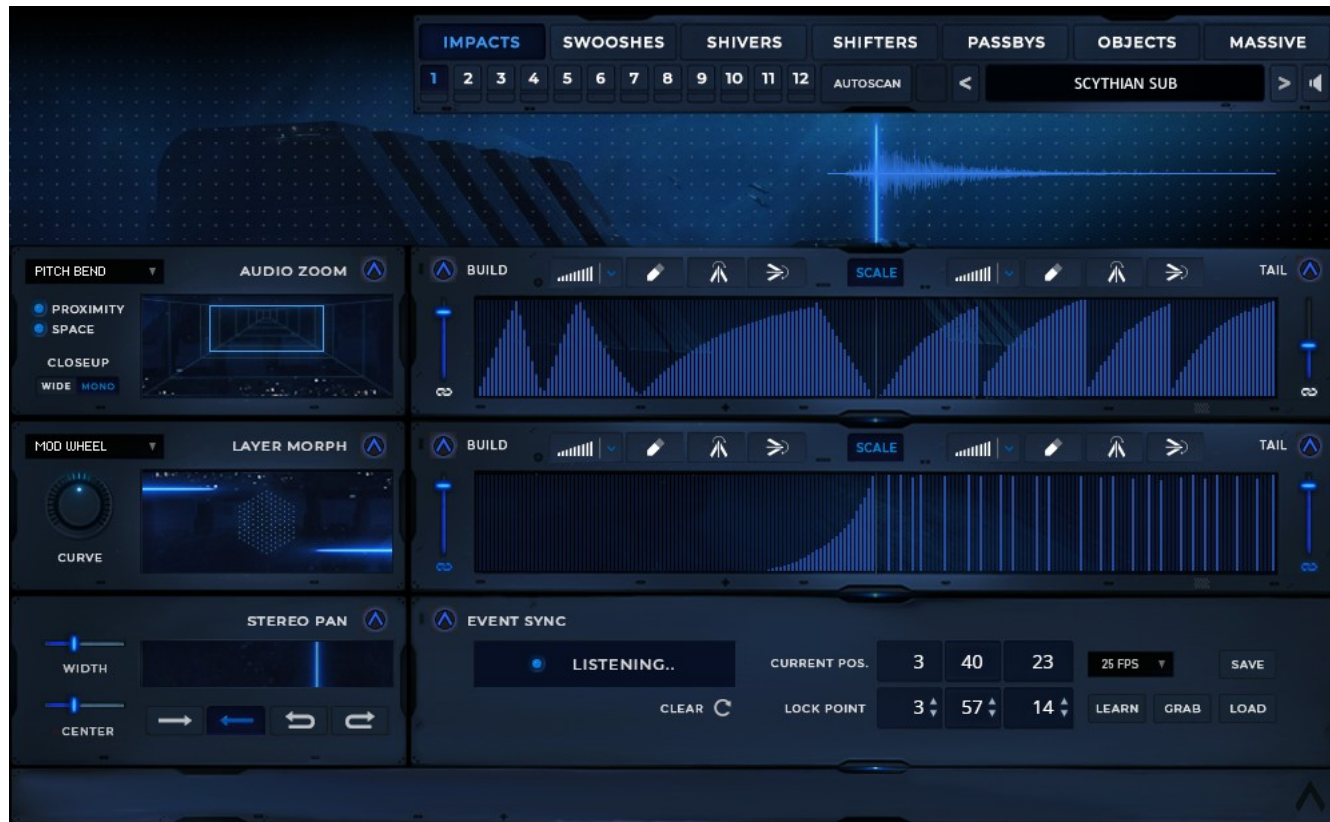 IMPACTS SWOOSHES SHIVERS SHIFTERS PASSBYS OBJECTS MASSIVE
1 2 3 4 5 6 7 8 9 10 11 12 AUTOSCAN < SCYTHIAN SUB >
PITCH BEND AUDIO ZOOM
PROXIMITY
SPACE
CLOSEUP
WIDE MONO
BUILD SCALE TAIL
MOD WHEEL LAYER MORPH
CURVE
BUILD SCALE TAIL
STEREO PAN
WIDTH
CENTER
EVENT SYNC
LISTENING.. CURRENT POS. 3 40 23 25 FPS SAVE
CLEAR LOCK POINT 3 57 14 LEARN GRAB LOAD